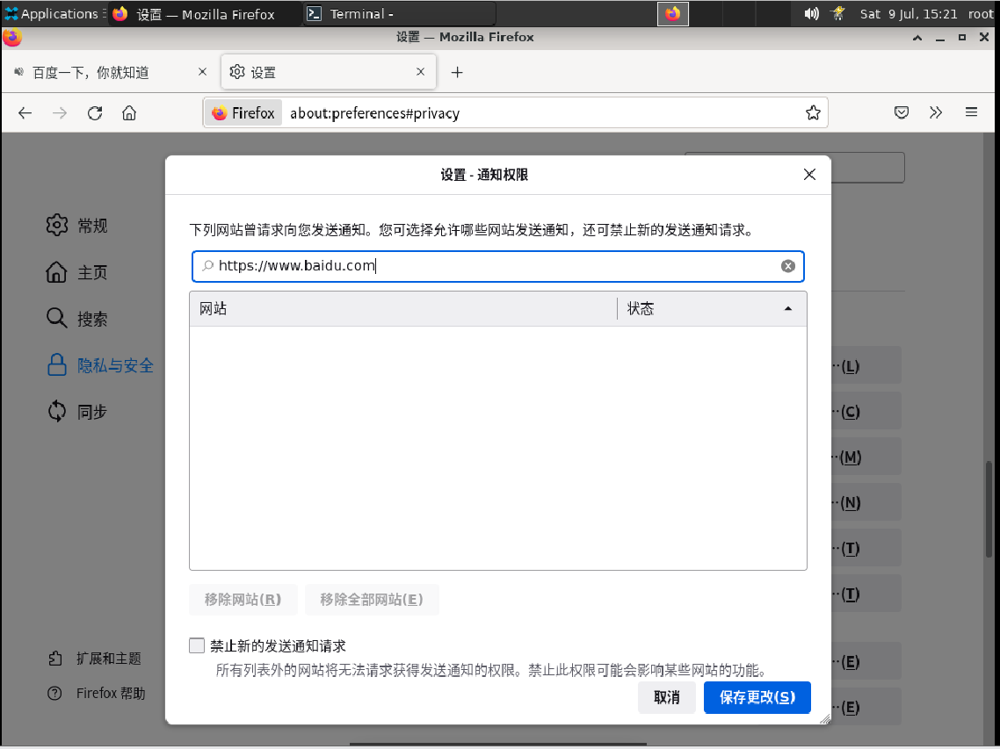 Applications
设置 — Mozilla Firefox
Terminal -
Sat 9 Jul, 15:21
root
设置 — Mozilla Firefox
百度一下，你就知道
设置
Firefox
about:preferences#privacy
设置 - 通知权限
下列网站曾请求向您发送通知。您可选择允许哪些网站发送通知，还可禁止新的发送通知请求。
https://www.baidu.com
网站
状态
移除网站(R)
移除全部网站(E)
禁止新的发送通知请求
所有列表外的网站将无法请求获得发送通知的权限。禁止此权限可能会影响某些网站的功能。
取消
保存更改(S)
常规
主页
搜索
隐私与安全
同步
扩展和主题
Firefox 帮助
…(L)
…(C)
…(M)
…(N)
…(T)
…(T)
…(E)
…(E)